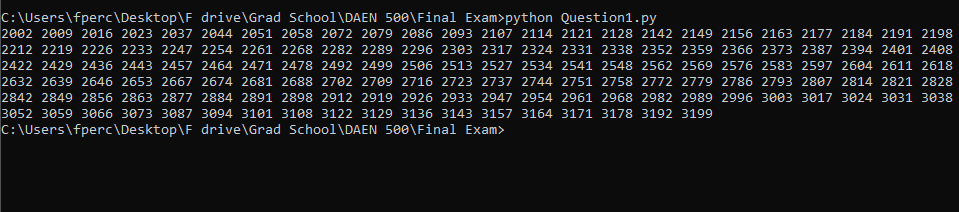 C:\Users\fperc\Desktop\F drive\Grad School\DAEN 500\Final Exam>python Question1.py
2002 2009 2016 2023 2037 2044 2051 2058 2072 2079 2086 2093 2107 2114 2121 2128 2142 2149 2156 2163 2177 2184 2191 2198
2212 2219 2226 2233 2247 2254 2261 2268 2282 2289 2296 2303 2317 2324 2331 2338 2352 2359 2366 2373 2387 2394 2401 2408
2422 2429 2436 2443 2457 2464 2471 2478 2492 2499 2506 2513 2527 2534 2541 2548 2562 2569 2576 2583 2597 2604 2611 2618
2632 2639 2646 2653 2667 2674 2681 2688 2702 2709 2716 2723 2737 2744 2751 2758 2772 2779 2786 2793 2807 2814 2821 2828
2842 2849 2856 2863 2877 2884 2891 2898 2912 2919 2926 2933 2947 2954 2961 2968 2982 2989 2996 3003 3017 3024 3031 3038
3052 3059 3066 3073 3087 3094 3101 3108 3122 3129 3136 3143 3157 3164 3171 3178 3192 3199
C:\Users\fperc\Desktop\F drive\Grad School\DAEN 500\Final Exam>